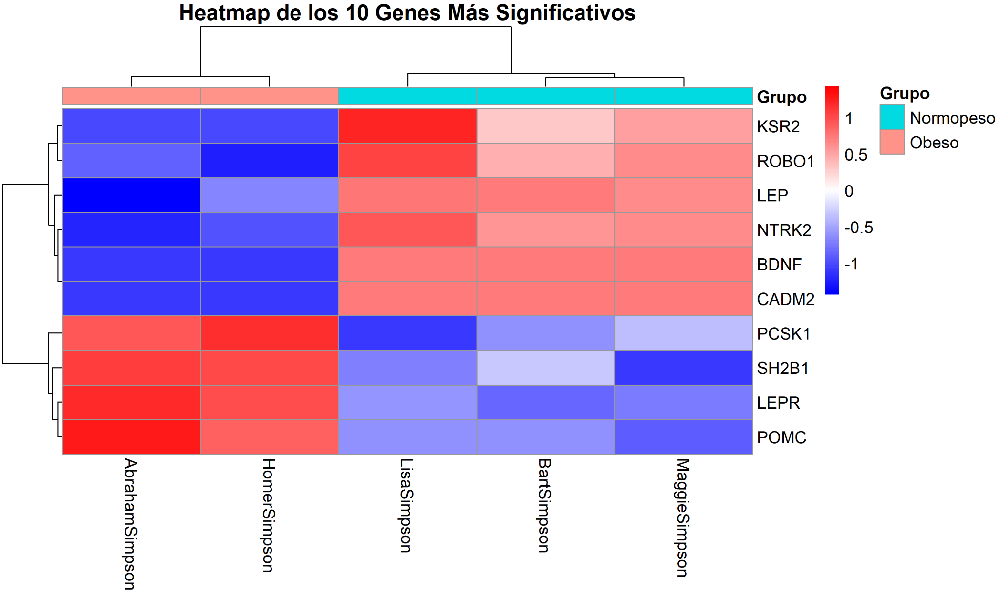 Heatmap de los 10 Genes Más Significativos
Grupo
KSR2
ROBO1
LEP
NTRK2
BDNF
CADM2
PCSK1
SH2B1
LEPR
POMC
AbrahamSimpson
HomerSimpson
LisaSimpson
BartSimpson
MaggieSimpson
1
0.5
0
-0.5
-1
Grupo
Normopeso
Obeso